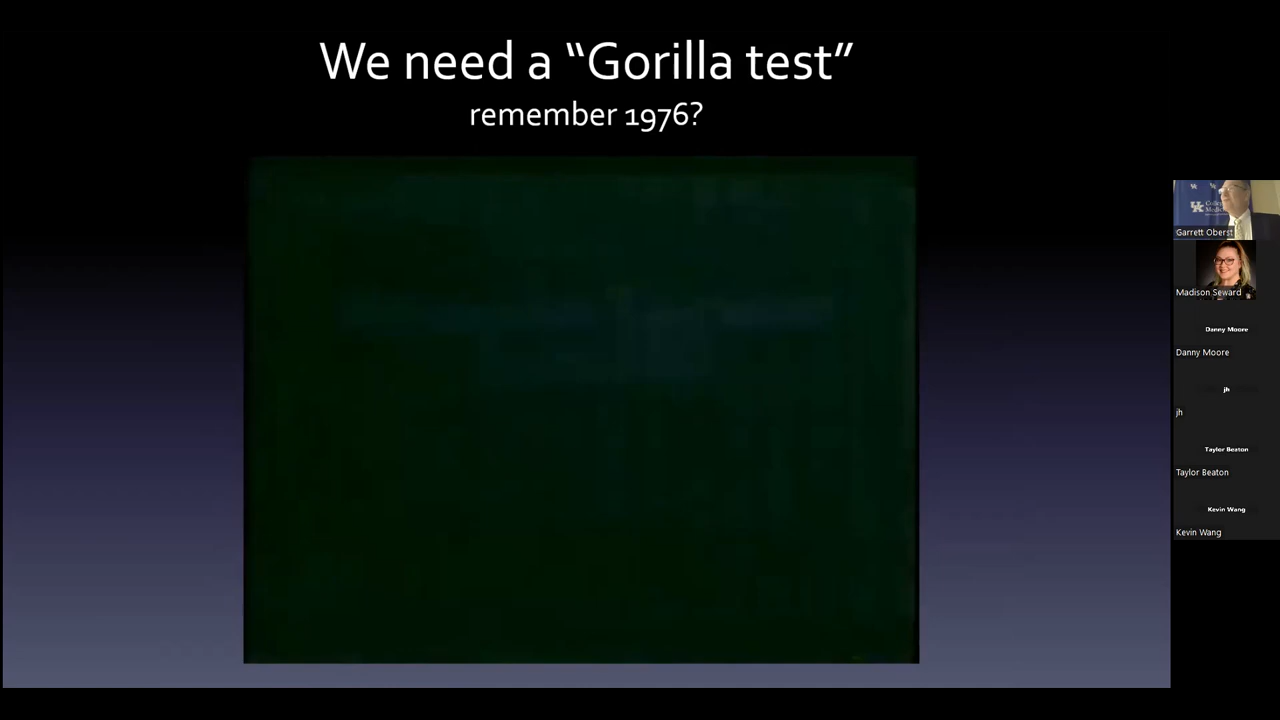 We need a “Gorilla test”
remember 1976?
UK
Garrett Oberst
Madison Seward
Danny Moore
Danny Moore
jh
jh
Taylor Beaton
Taylor Beaton
Kevin Wang
Kevin Wang